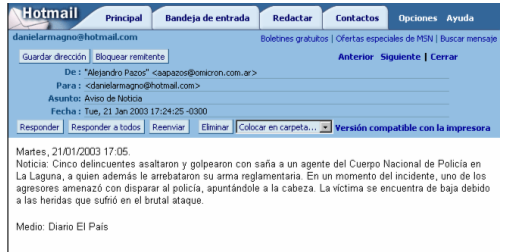 Hotmail Principal Bandeja de entrada Redactar Contactos Opciones Ayuda
danielarmagno@hotmail.com Boletines gratuitos | Ofertas especiales de MSN | Buscar mensaje
Guardar dirección Bloquear remitente Anterior Siguiente | Cerrar
De : "Alejandro Pazos" <aapazos@omicron.com.ar>
Para : <danielarmagno@hotmail.com>
Asunto: Aviso de Noticia
Fecha : Tue, 21 Jan 2003 17:24:25 -0300
Responder Responder a todos Reenviar Eliminar Colocar en carpeta... Versión compatible con la impresora
Martes, 21/01/2003 17:05.
Noticia: Cinco delincuentes asaltaron y golpearon con saña a un agente del Cuerpo Nacional de Policía en
La Laguna, a quien además le arrebataron su arma reglamentaria. En un momento del incidente, uno de los
agresores amenazó con disparar al policía, apuntándole a la cabeza. La víctima se encuentra de baja debido
a las heridas que sufrió en el brutal ataque.
Medio: Diario El País